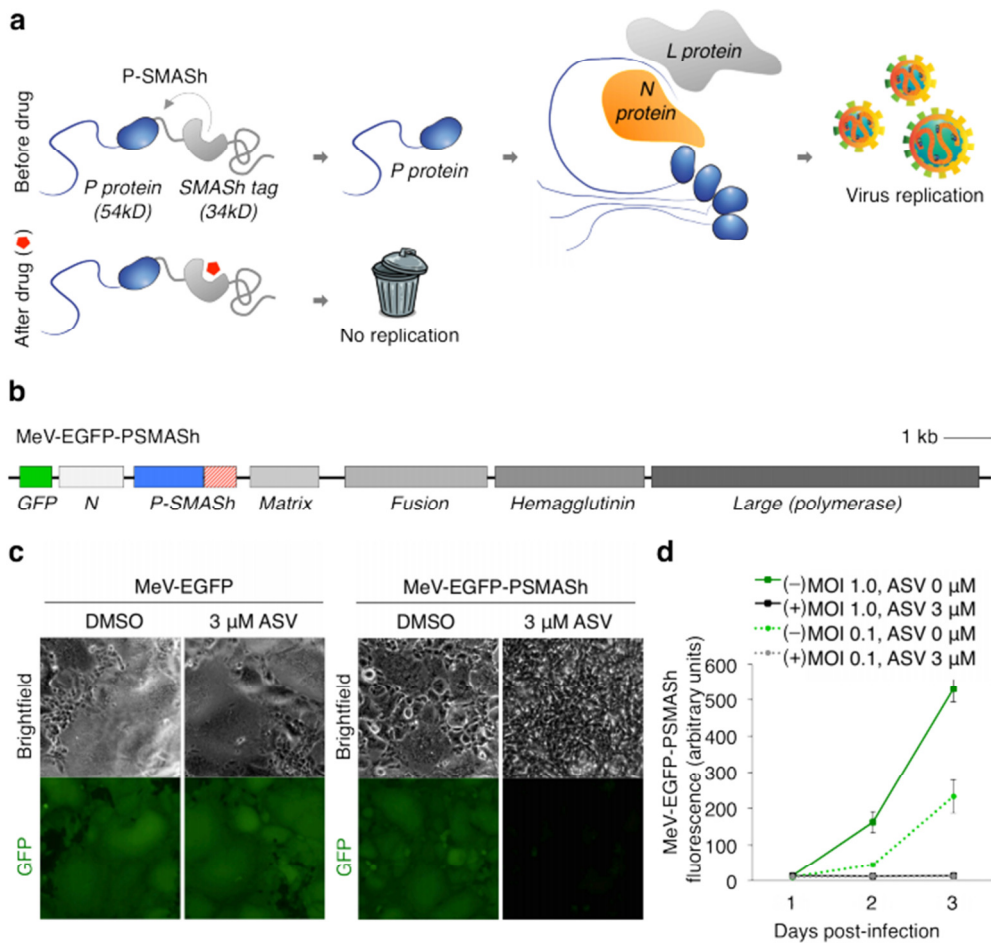 a
Before drug
P-SMASh
P protein
(54kD)
SMASh tag
(34kD)
P protein
L protein
N
protein
Virus replication
After drug ( )
No replication
b
MeV-EGFP-PSMASh
1 kb
GFP
N
P-SMASh
Matrix
Fusion
Hemagglutinin
Large (polymerase)
c
MeV-EGFP
MeV-EGFP-PSMASh
DMSO
3 µM ASV
DMSO
3 µM ASV
Brightfield
Brightfield
GFP
GFP
d
(−)MOI 1.0, ASV 0 µM
(+)MOI 1.0, ASV 3 µM
(−)MOI 0.1, ASV 0 µM
(+)MOI 0.1, ASV 3 µM
MeV-EGFP-PSMASh
fluorescence (arbitrary units)
600
500
400
300
200
100
0
1
2
3
Days post-infection